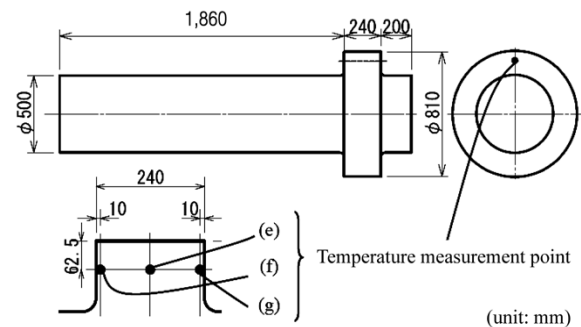 1,860
240 200
φ500
φ810
240
10 10
62.5
(e)
(f)
(g)
Temperature measurement point
(unit: mm)